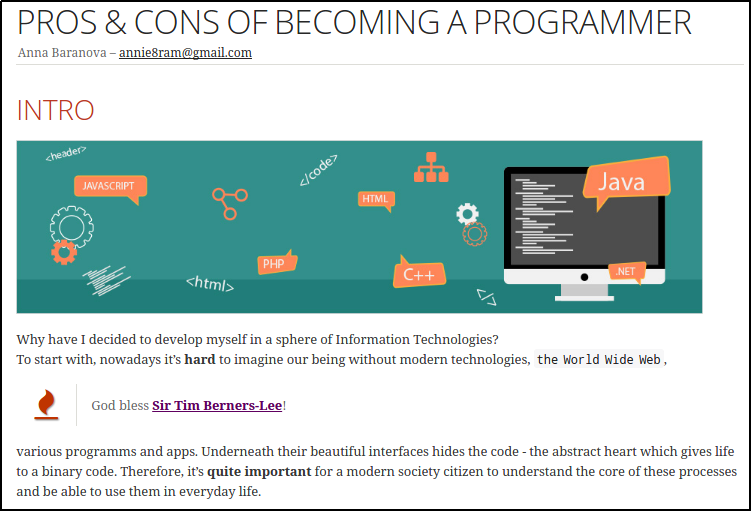 PROS & CONS OF BECOMING A PROGRAMMER
Anna Baranova – annie8ram@gmail.com
INTRO
<header>
JAVASCRIPT
</code>
HTML
Java
PHP
<html>
C++
.NET
</>
Why have I decided to develop myself in a sphere of Information Technologies?
To start with, nowadays it's hard to imagine our being without modern technologies, the World Wide Web,
God bless Sir Tim Berners-Lee!
various programms and apps. Underneath their beautiful interfaces hides the code - the abstract heart which gives life
to a binary code. Therefore, it's quite important for a modern society citizen to understand the core of these processes
and be able to use them in everyday life.